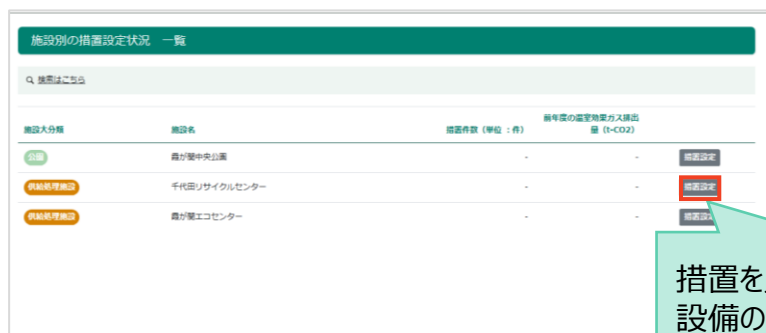 施設別の措置設定状況　一覧
検索はこちら
施設大分類　施設名　措置件数（単位：件）　前年度の温室効果ガス排出
量（t-CO2）
公園　霞が関中央公園　-　-　措置設定
供給処理施設　千代田リサイクルセンター　-　-　措置設定
供給処理施設　霞が関エコセンター　-　-　措置設定
措置を
設備の